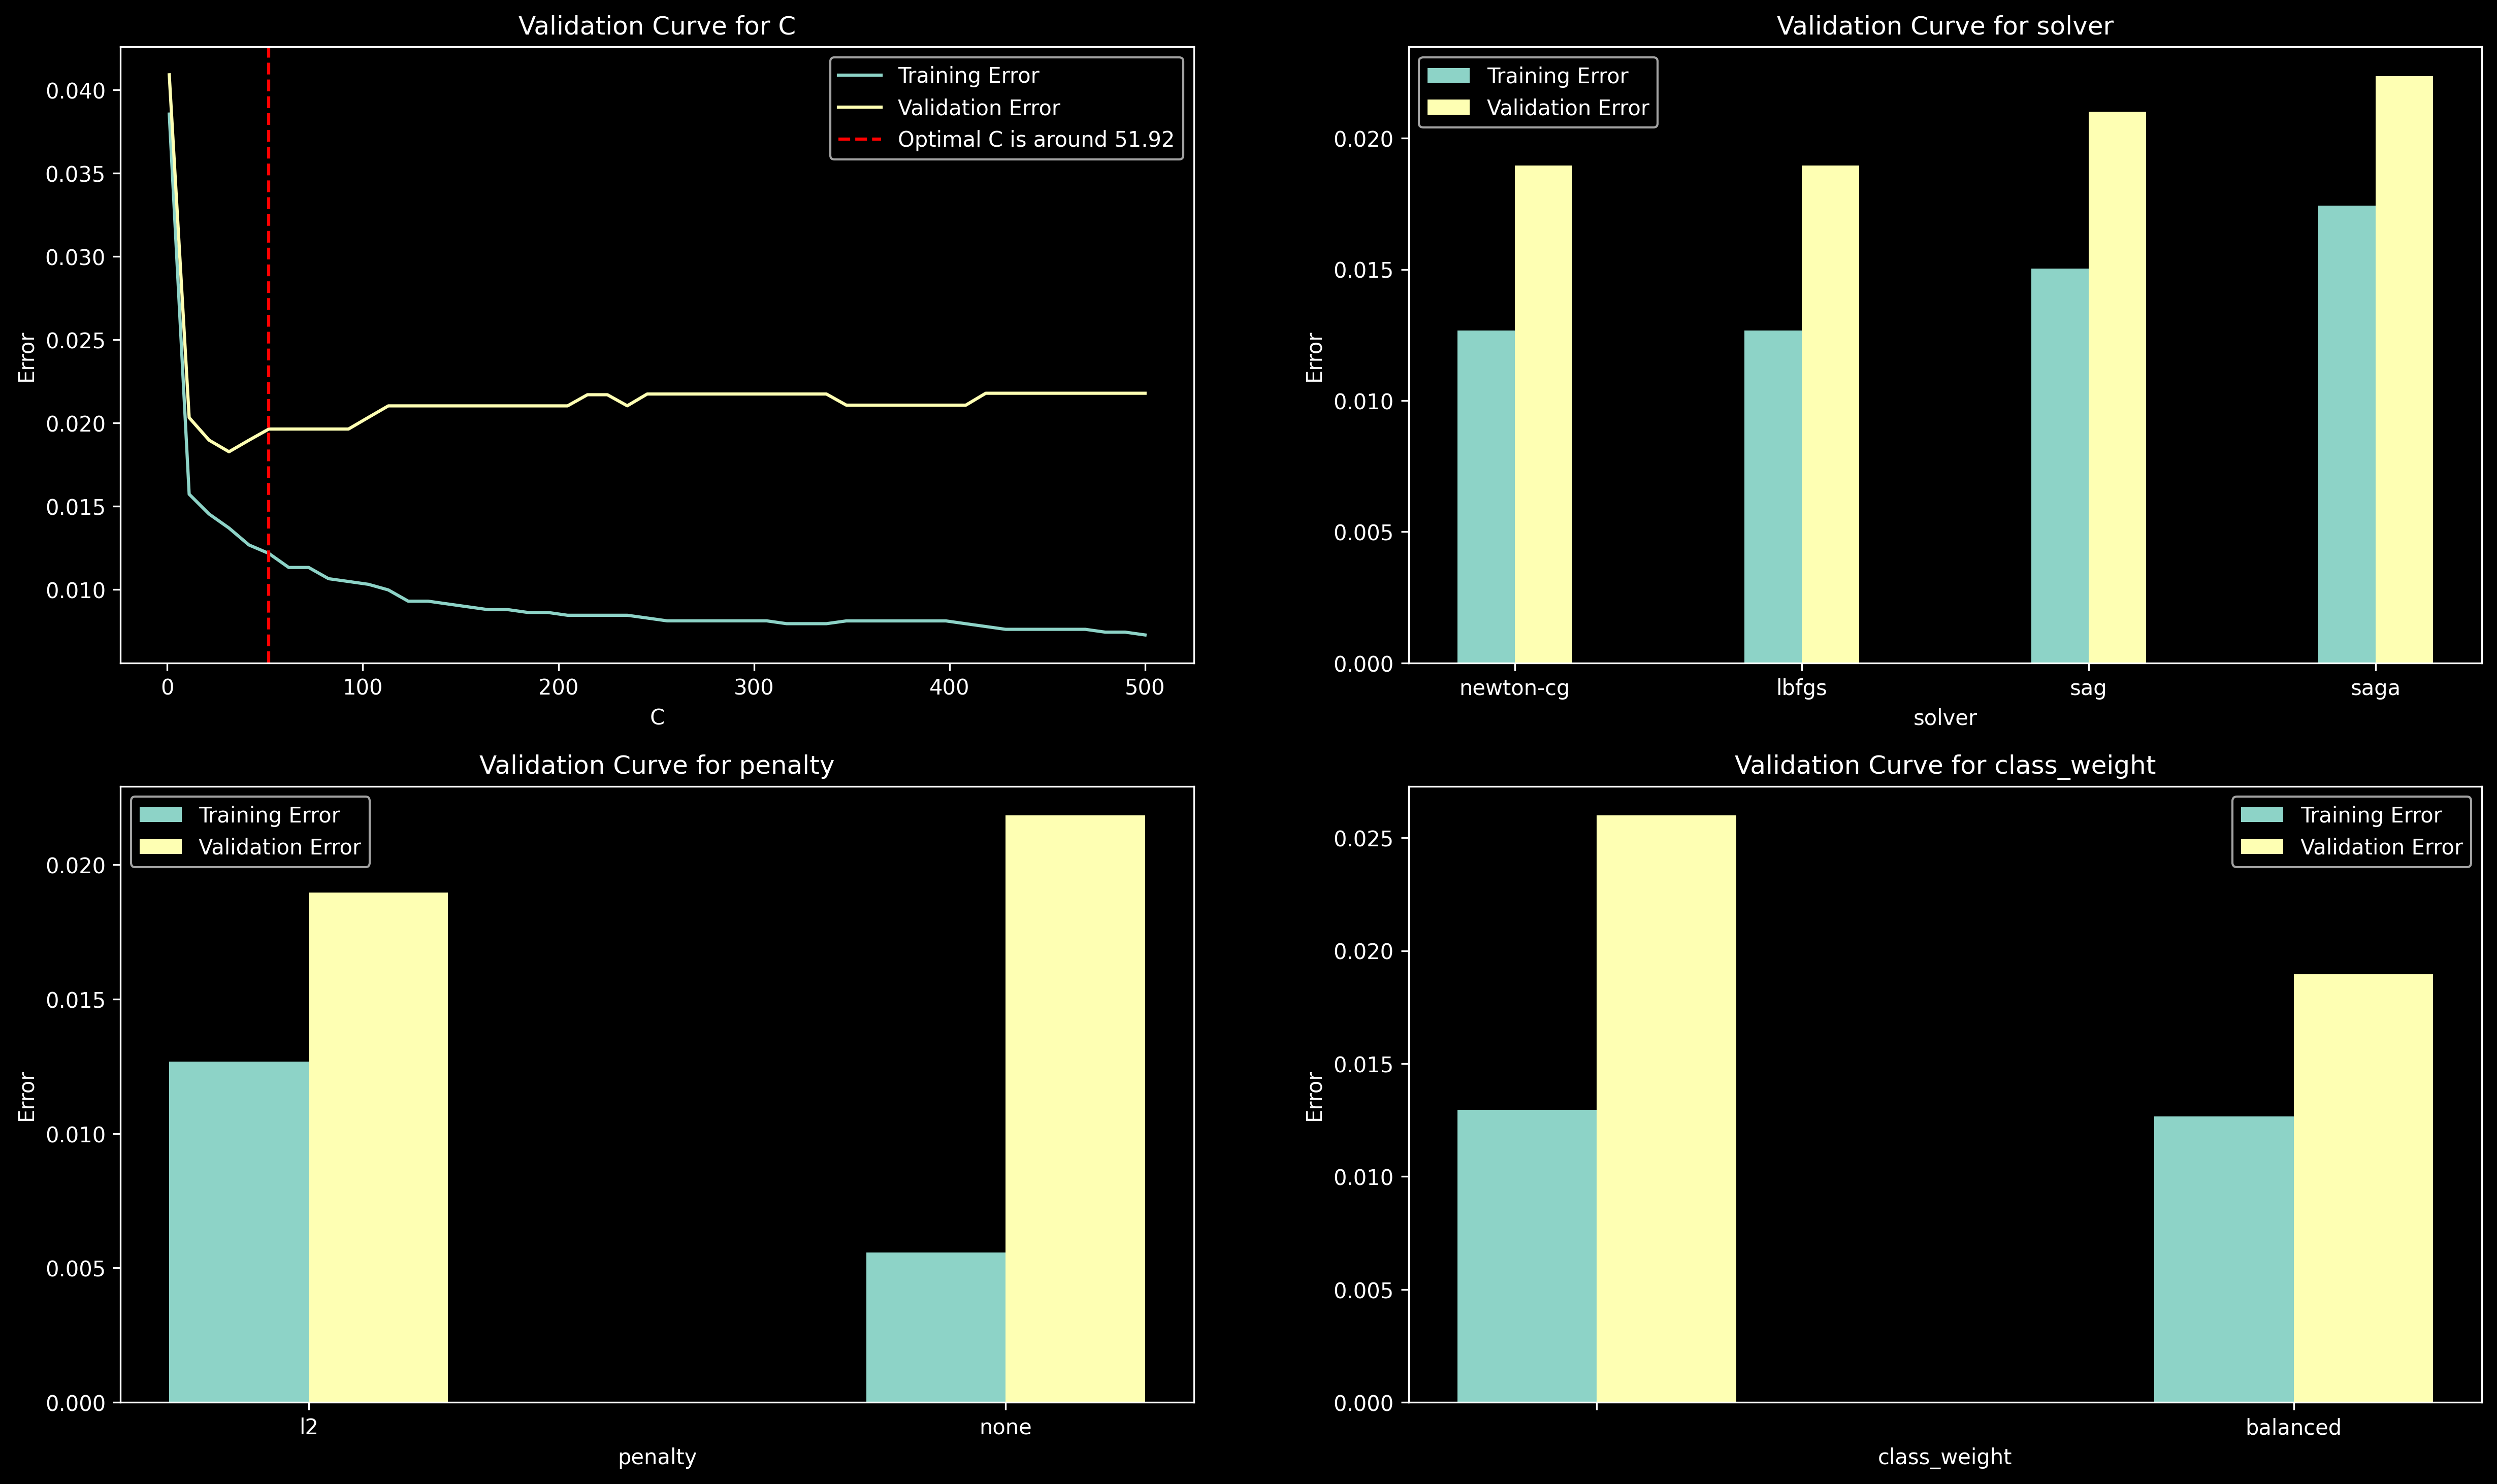 Validation Curve for C
Training Error
Validation Error
Optimal C is around 51.92
0.040
0.035
0.030
0.025
0.020
0.015
0.010
Error
0 100 200 300 400 500
C
Validation Curve for solver
Training Error
Validation Error
0.020
0.015
0.010
0.005
0.000
Error
newton-cg lbfgs sag saga
solver
Validation Curve for penalty
Training Error
Validation Error
0.020
0.015
0.010
0.005
0.000
Error
l2 none
penalty
Validation Curve for class_weight
Training Error
Validation Error
0.025
0.020
0.015
0.010
0.005
0.000
Error
balanced
class_weight